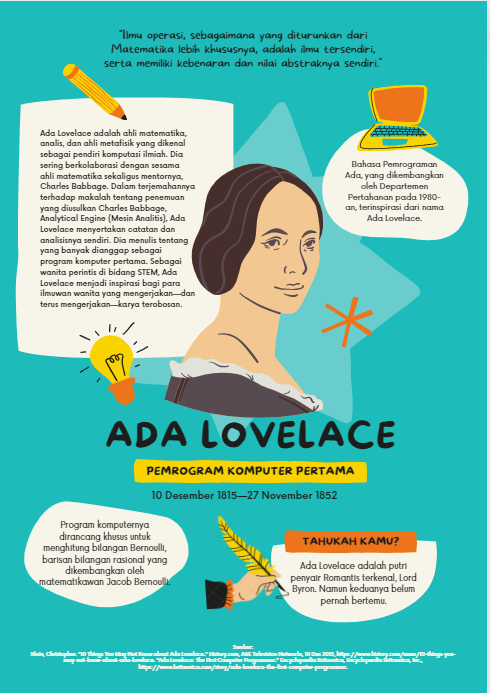 "Ilmu operasi, sebagaimana yang diturunkan dari
Matematika lebih khususnya, adalah ilmu tersendiri,
serta memiliki kebenaran dan nilai abstraknya sendiri."
Ada Lovelace adalah ahli matematika,
analis, dan ahli metafisik yang dikenal
sebagai pendiri komputasi ilmiah. Dia
sering berkolaborasi dengan sesama
ahli matematika sekaligus mentornya,
Charles Babbage. Dalam terjemahannya
terhadap makalah tentang penemuan
yang diusulkan Charles Babbage,
Analytical Engine (Mesin Analitis), Ada
Lovelace menyertakan catatan dan
analisisnya sendiri. Dia menulis tentang
yang banyak dianggap sebagai
program komputer pertama. Sebagai
wanita perintis di bidang STEM, Ada
Lovelace menjadi inspirasi bagi para
ilmuwan wanita yang mengerjakan—dan
terus mengerjakan—karya terobosan.
Bahasa Pemrograman
Ada, yang dikembangkan
oleh Departemen
Pertahanan pada 1980-
an, terinspirasi dari nama
Ada Lovelace.
ADA LOVELACE
PEMROGRAM KOMPUTER PERTAMA
10 Desember 1815—27 November 1852
Program komputernya
dirancang khusus untuk
menghitung bilangan Bernoulli,
barisan bilangan rasional yang
dikembangkan oleh
matematikawan Jacob Bernoulli.
TAHUKAH KAMU?
Ada Lovelace adalah putri
penyair Romantis terkenal, Lord
Byron. Namun keduanya belum
pernah bertemu.
Sumber:
Klein, Christopher. "10 Things You May Not Know about Ada Lovelace." History.com, A&E Television Networks, 10 Dec 2015, https://www.history.com/news/10-things-you-
may-not-know-about-ada-lovelace. "Ada Lovelace: The First Computer Programmer." Encyclopædia Britannica, Encyclopædia Britannica, Inc.,
https://www.britannica.com/story/ada-lovelace-the-first-computer-programmer.